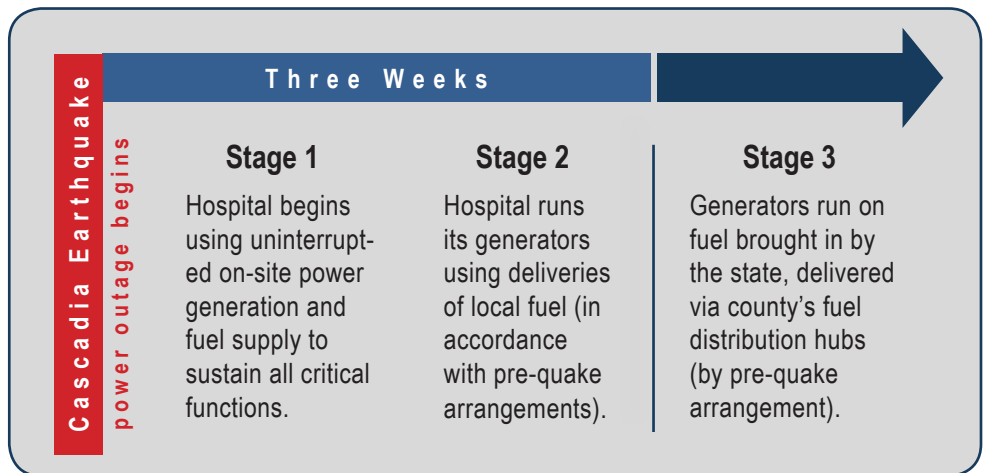 Three Weeks
Cascadia Earthquake
power outage begins
Stage 1
Hospital begins
using uninterrupt-
ed on-site power
generation and
fuel supply to
sustain all critical
functions.
Stage 2
Hospital runs
its generators
using deliveries
of local fuel (in
accordance
with pre-quake
arrangements).
Stage 3
Generators run on
fuel brought in by
the state, delivered
via county’s fuel
distribution hubs
(by pre-quake
arrangement).